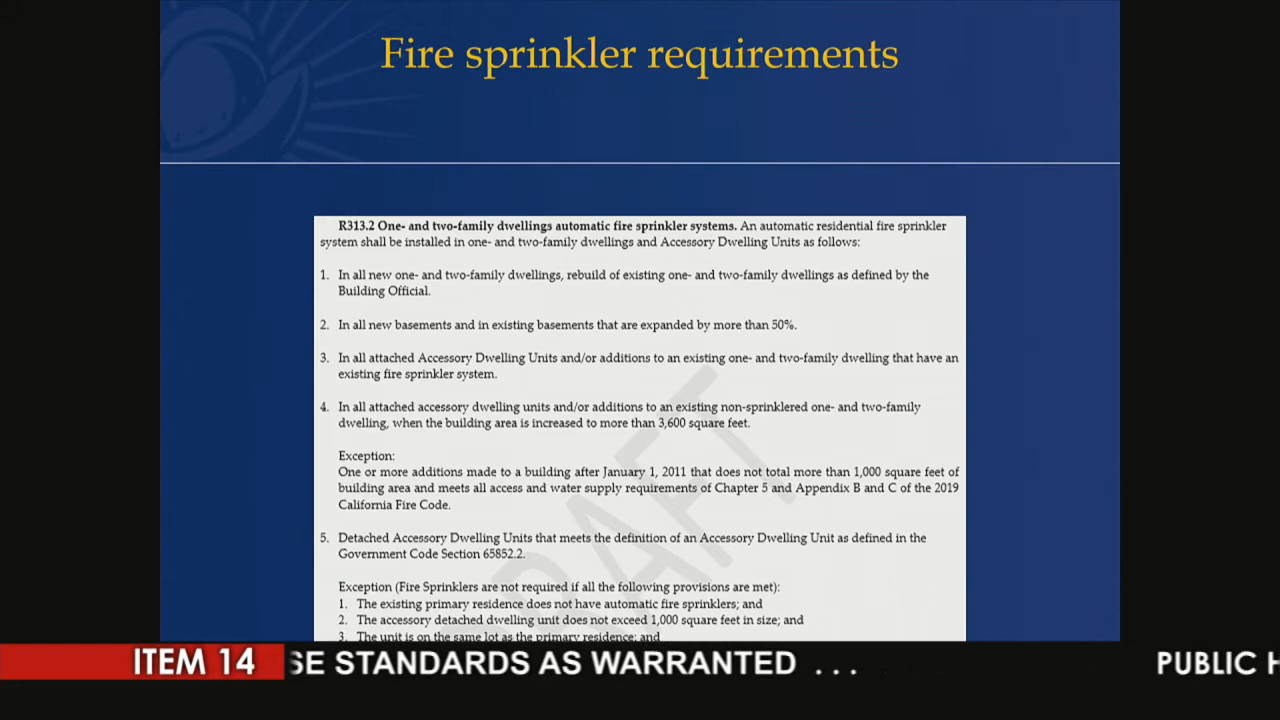 Fire sprinkler requirements
R313.2 One- and two-family dwellings automatic fire sprinkler systems. An automatic residential fire sprinkler
system shall be installed in one- and two-family dwellings and Accessory Dwelling Units as follows:
1. In all new one- and two-family dwellings, rebuild of existing one- and two-family dwellings as defined by the
Building Official.
2. In all new basements and in existing basements that are expanded by more than 50%.
3. In all attached Accessory Dwelling Units and/or additions to an existing one- and two-family dwelling that have an
existing fire sprinkler system.
4. In all attached accessory dwelling units and/or additions to an existing non-sprinklered one- and two-family
dwelling, when the building area is increased to more than 3,600 square feet.
Exception:
One or more additions made to a building after January 1, 2011 that does not total more than 1,000 square feet of
building area and meets all access and water supply requirements of Chapter 5 and Appendix B and C of the 2019
California Fire Code.
5. Detached Accessory Dwelling Units that meets the definition of an Accessory Dwelling Unit as defined in the
Government Code Section 65852.2.
Exception (Fire Sprinklers are not required if all the following provisions are met):
1. The existing primary residence does not have automatic fire sprinklers; and
2. The accessory detached dwelling unit does not exceed 1,000 square feet in size; and
3. The unit is on the same lot as the primary residence; and
DRAFT
ITEM 14 SE STANDARDS AS WARRANTED . . . PUBLIC H